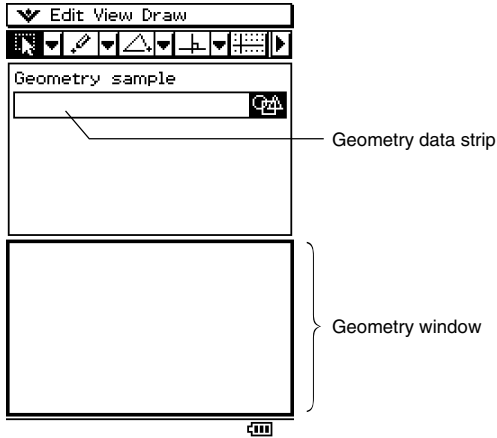 Edit View Draw
Geometry sample
Geometry data strip
Geometry window